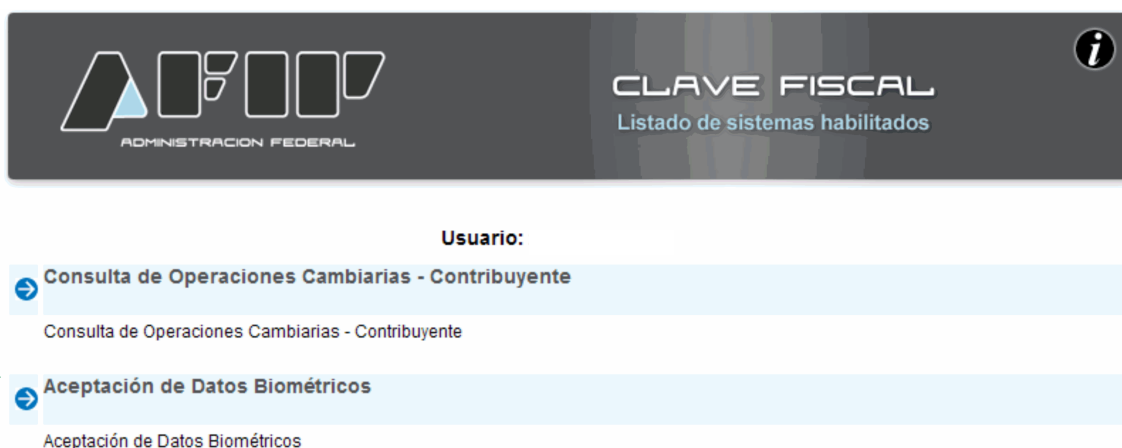 AFIP
ADMINISTRACION FEDERAL
CLAVE FISCAL
Listado de sistemas habilitados
i
Usuario:
Consulta de Operaciones Cambiarias - Contribuyente
Consulta de Operaciones Cambiarias - Contribuyente
Aceptación de Datos Biométricos
Aceptación de Datos Biométricos